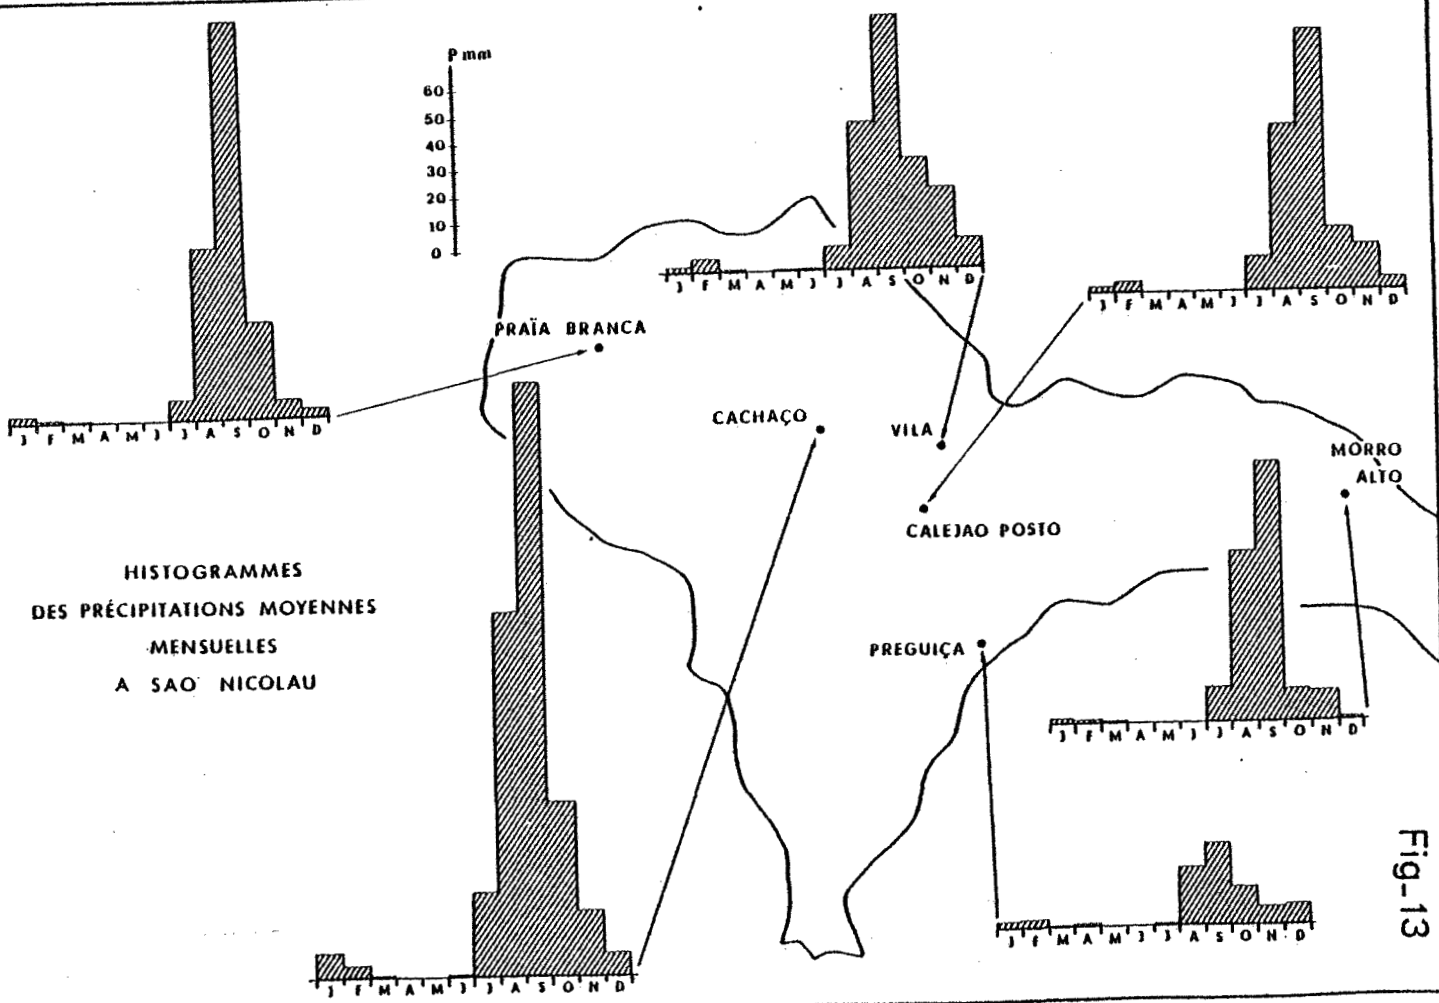 P mm
60
50
40
30
20
10
0
J F M A M J J A S O N D
J F M A M J J A S O N D
J F M A M J J A S O N D
PRAÏA BRANCA
CACHAÇO
VILA
MORRO
ALTO
CALEJAO POSTO
HISTOGRAMMES
DES PRÉCIPITATIONS MOYENNES
MENSUELLES
A SAO NICOLAU
PREGUIÇA
J F M A M J J A S O N D
J F M A M J J A S O N D
J F M A M J J A S O N D
Fig-13